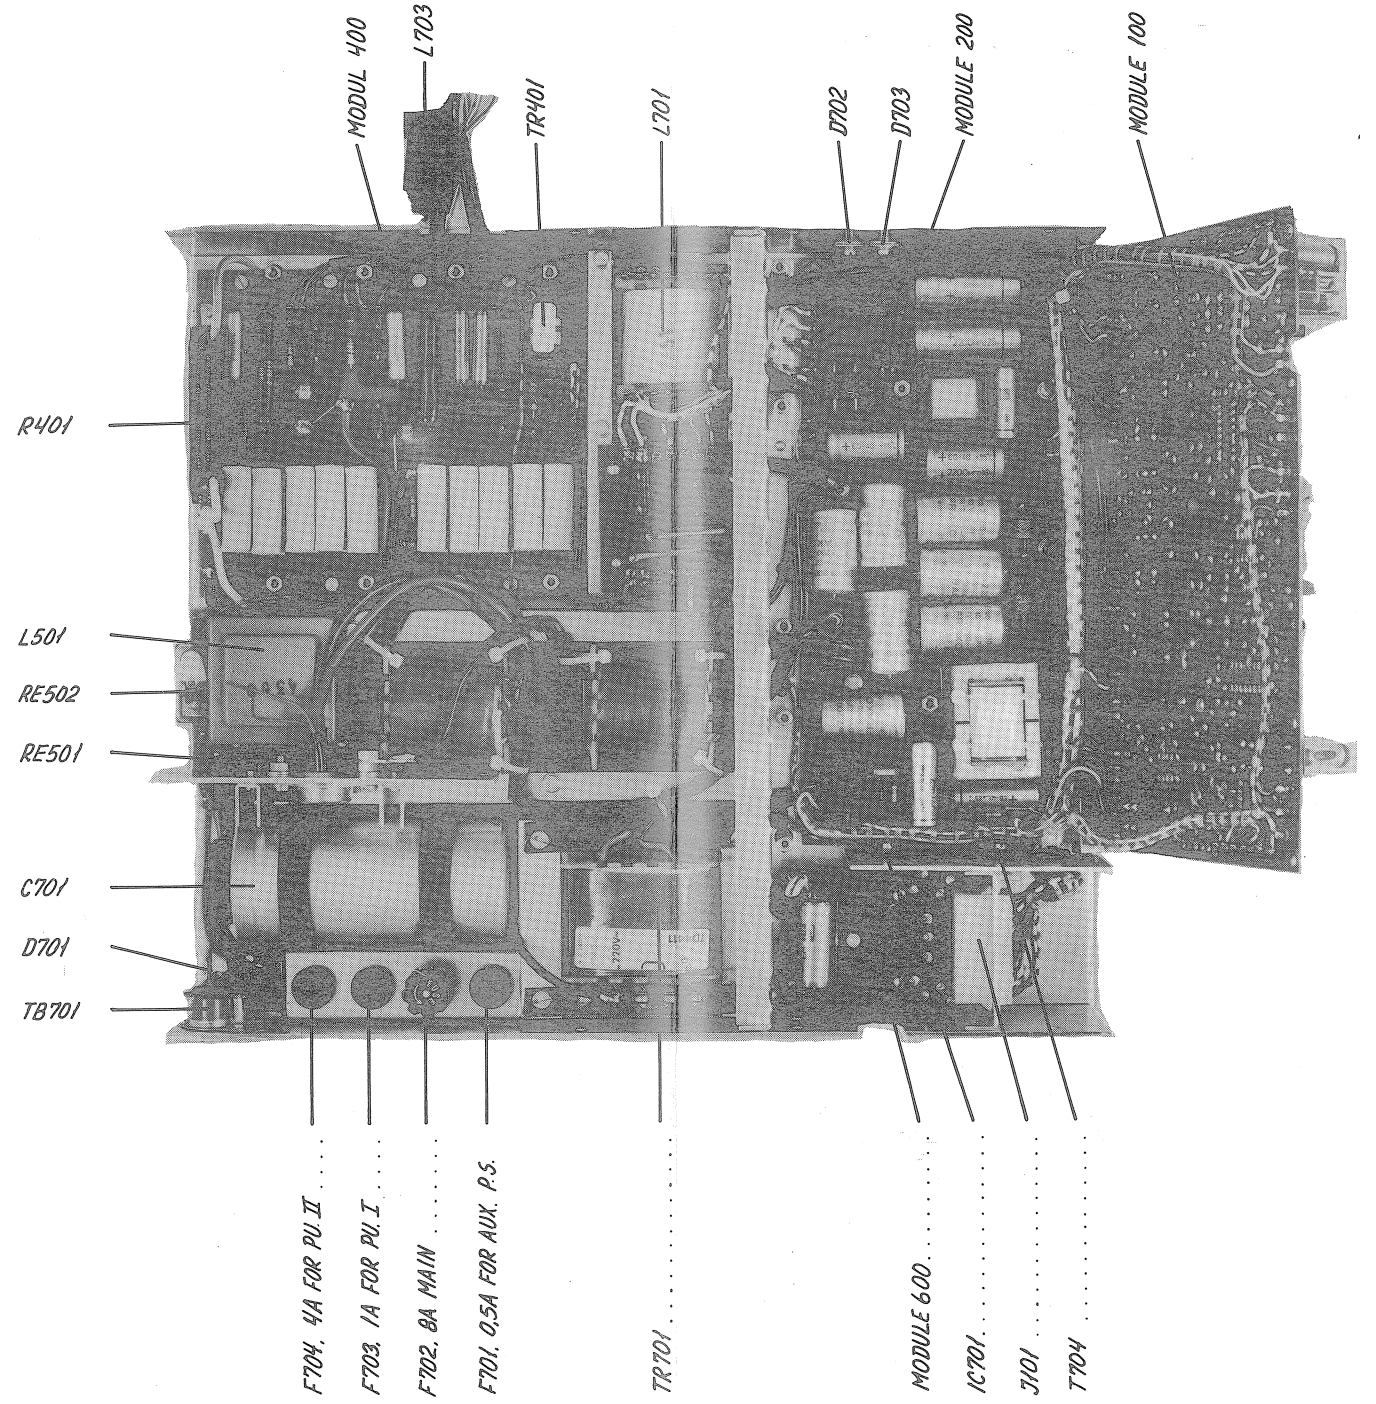 MODUL 400
L703
TR401
L701
D702
D703
MODULE 200
MODULE 100
R401
L501
RE502
RE501
C701
D701
TB701
F704. 4A FOR PU. II ......
F703. 1A FOR PU. I .....
F702. 8A MAIN ........
F701. 0,5A FOR AUX. P.S.
TR701 ..............
MODULE 600 ..........
IC701 ................
J101 ................
T704 ................
220V~